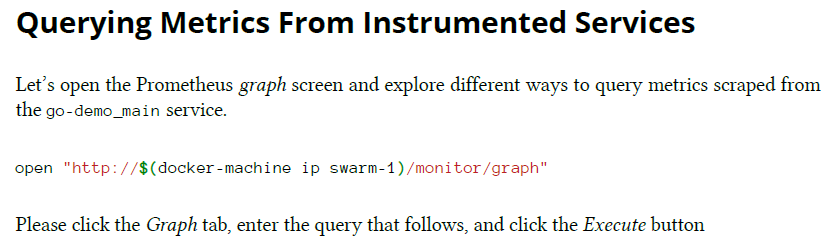 Querying Metrics From Instrumented Services
Let’s open the Prometheus graph screen and explore different ways to query metrics scraped from
the go-demo_main service.
open "http://$(docker-machine ip swarm-1)/monitor/graph"
Please click the Graph tab, enter the query that follows, and click the Execute button